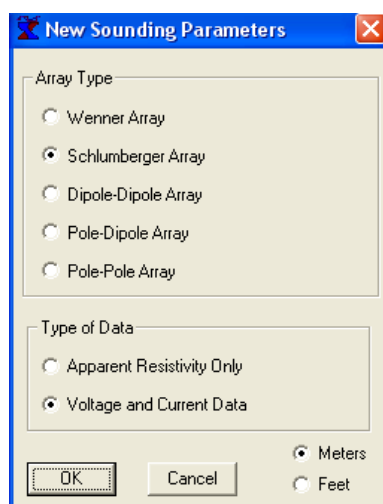 New Sounding Parameters
Array Type
Wenner Array
Schlumberger Array
Dipole-Dipole Array
Pole-Dipole Array
Pole-Pole Array
Type of Data
Apparent Resistivity Only
Voltage and Current Data
OK
Cancel
Meters
Feet